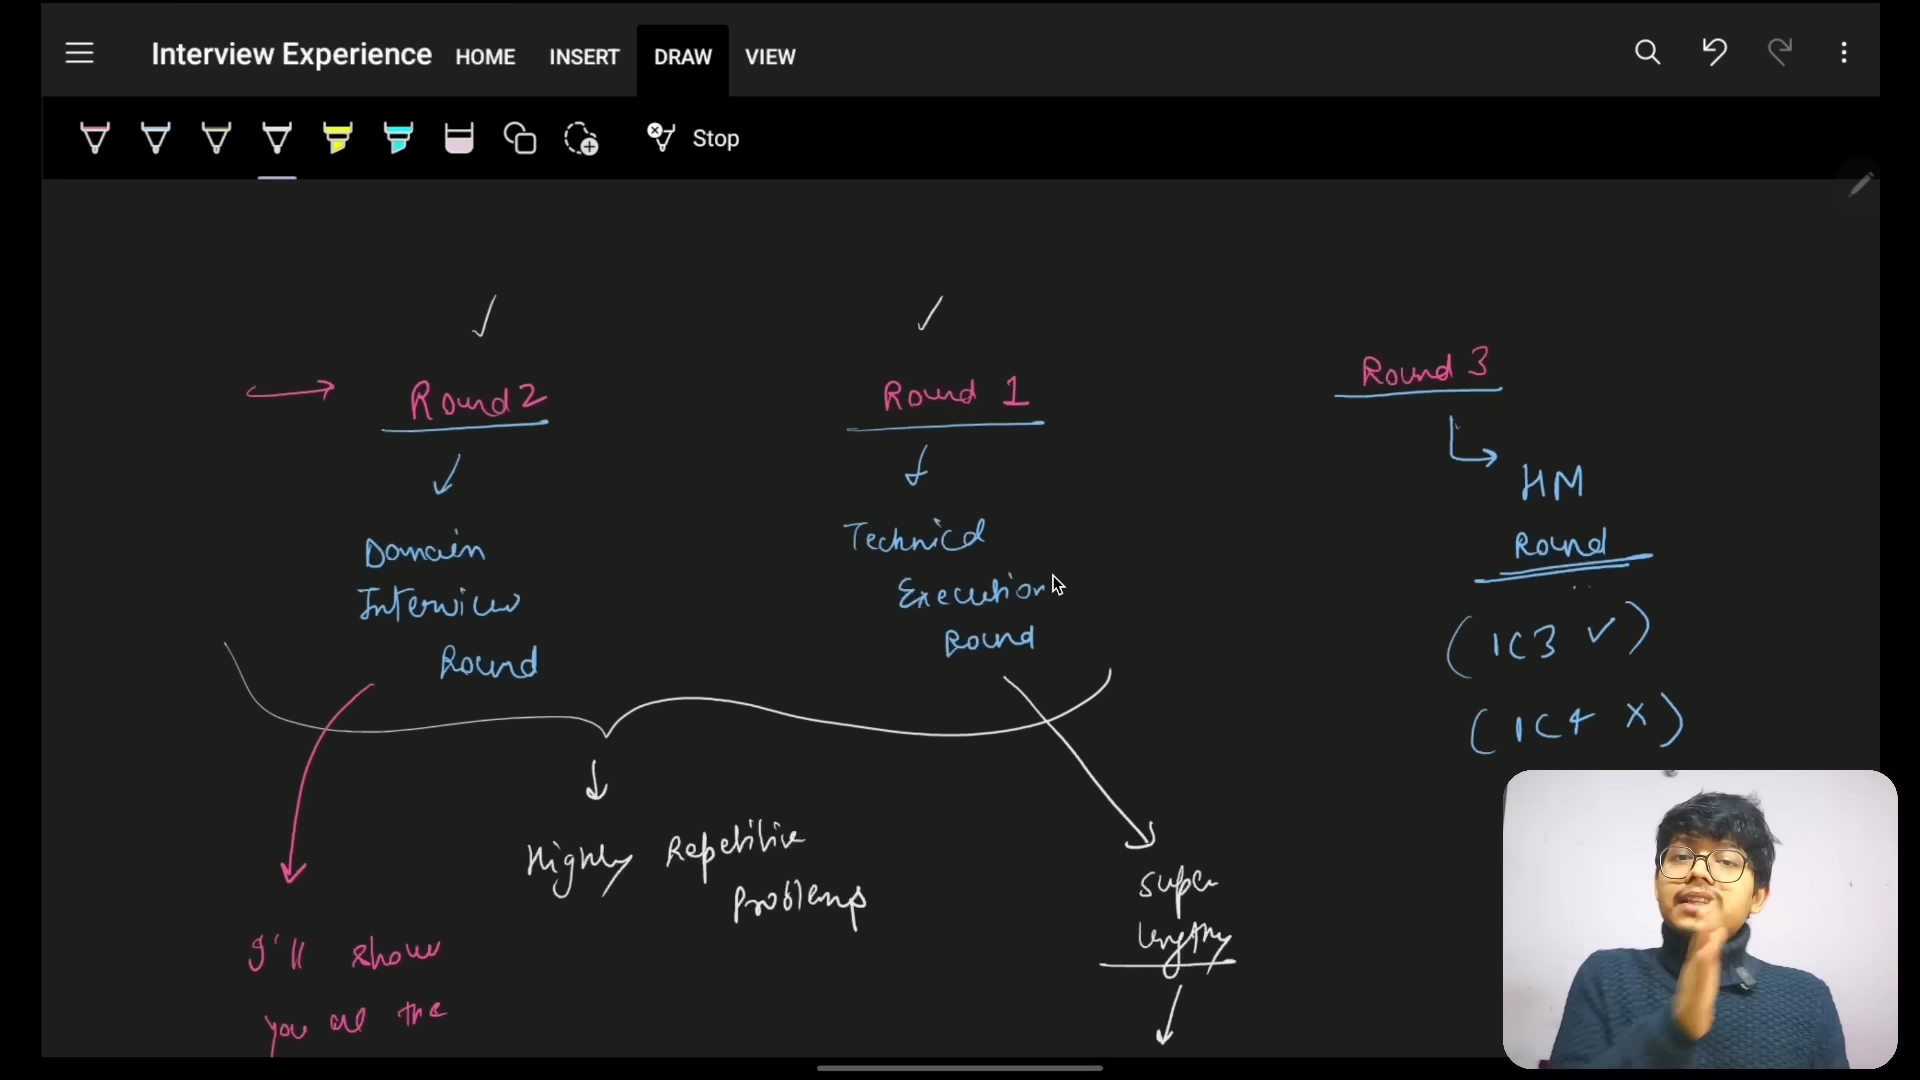 Interview Experience HOME INSERT DRAW VIEW
Stop
Round 2
Domain
Interview
Round
Round 1
Technical
Execution
Round
Round 3
HM
Round
(IC3 ✓)
(IC4 X)
Highly Repetitive
Problems
Super
lengthy
I'll show
you all the